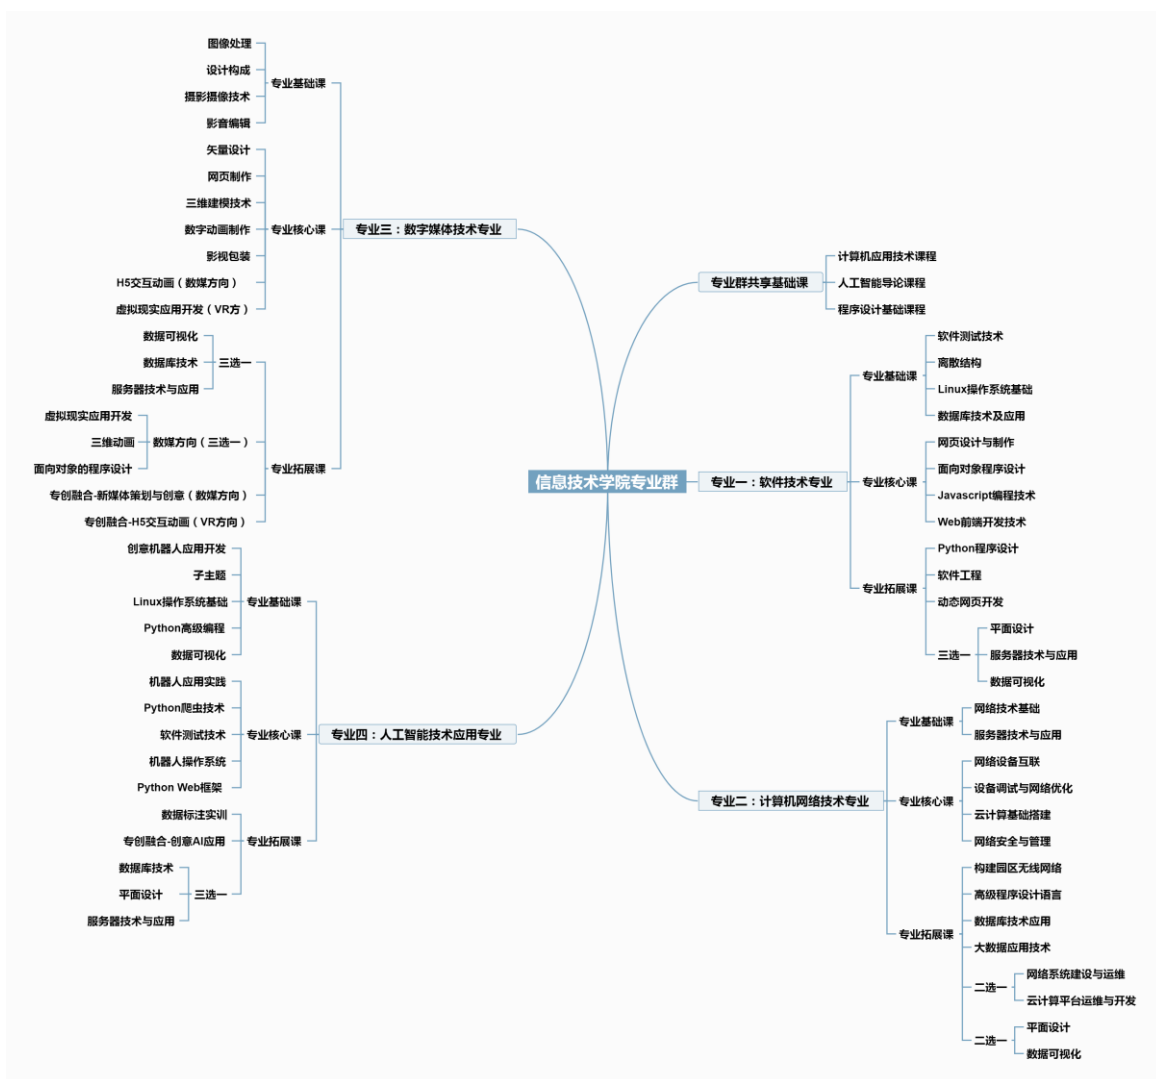 信息技术学院专业群
专业群共享基础课
计算机应用技术课程
人工智能导论课程
程序设计基础课程
专业一：软件技术专业
专业基础课
软件测试技术
离散结构
Linux操作系统基础
数据库技术及应用
专业核心课
网页设计与制作
面向对象程序设计
Javascript编程技术
Web前端开发技术
专业拓展课
Python程序设计
软件工程
动态网页开发
三选一
平面设计
服务器技术与应用
数据可视化
专业二：计算机网络技术专业
专业基础课
网络技术基础
服务器技术与应用
专业核心课
网络设备互联
设备调试与网络优化
云计算基础搭建
网络安全与管理
专业拓展课
构建园区无线网络
高级程序设计语言
数据库技术应用
大数据应用技术
二选一
网络系统建设与运维
云计算平台运维与开发
二选一
平面设计
数据可视化
专业三：数字媒体技术专业
专业基础课
图像处理
设计构成
摄影摄像技术
影音编辑
专业核心课
矢量设计
网页制作
三维建模技术
数字动画制作
影视包装
H5交互动画（数媒方向）
虚拟现实应用开发（VR方）
专业拓展课
三选一
数据可视化
数据库技术
服务器技术与应用
数媒方向（三选一）
虚拟现实应用开发
三维动画
面向对象的程序设计
专创融合-新媒体策划与创意（数媒方向）
专创融合-H5交互动画（VR方向）
专业四：人工智能技术应用专业
专业基础课
创意机器人应用开发
子主题
Linux操作系统基础
Python高级编程
数据可视化
专业核心课
机器人应用实践
Python爬虫技术
软件测试技术
机器人操作系统
Python Web框架
专业拓展课
数据标注实训
专创融合-创意AI应用
三选一
数据库技术
平面设计
服务器技术与应用